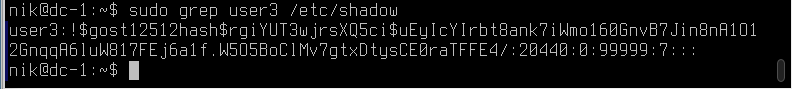 nik@dc-1:~$ sudo grep user3 /etc/shadow
user3:!$gost12512hash$rgiYUT3wjrsXQ5ci$uEyIcYIrbt8ank7iWmo160GnvB7Jin8nA1O1
2GnqqA6luW817FEj6a1f.W5O5BoClMv7gtxDtysCE0raTFFE4/:20440:0:99999:7:::
nik@dc-1:~$